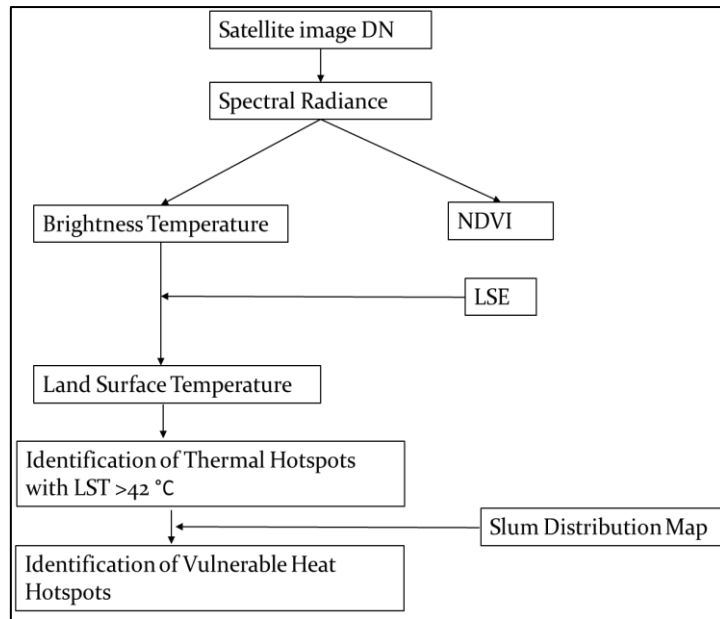 Satellite image DN
Spectral Radiance
Brightness Temperature
NDVI
LSE
Land Surface Temperature
Identification of Thermal Hotspots
with LST >42 °C
Slum Distribution Map
Identification of Vulnerable Heat
Hotspots